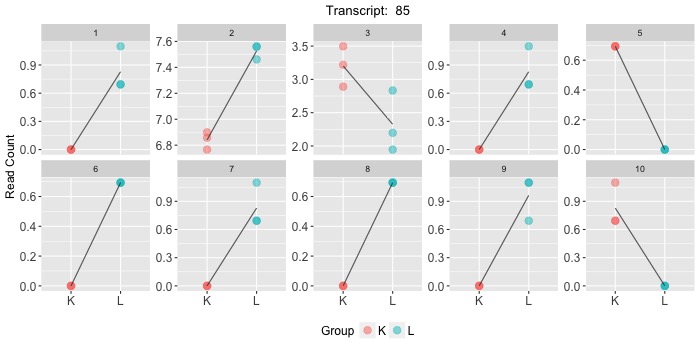 Transcript: 85
1 2 3 4 5
0.9 0.6 0.3 0.0
7.6 7.4 7.2 7.0 6.8
3.5 3.0 2.5 2.0
0.9 0.6 0.3 0.0
0.6 0.4 0.2 0.0
Read Count
6 7 8 9 10
0.6 0.4 0.2 0.0
0.9 0.6 0.3 0.0
0.6 0.4 0.2 0.0
0.9 0.6 0.3 0.0
0.9 0.6 0.3 0.0
K L K L K L K L K L
Group K L